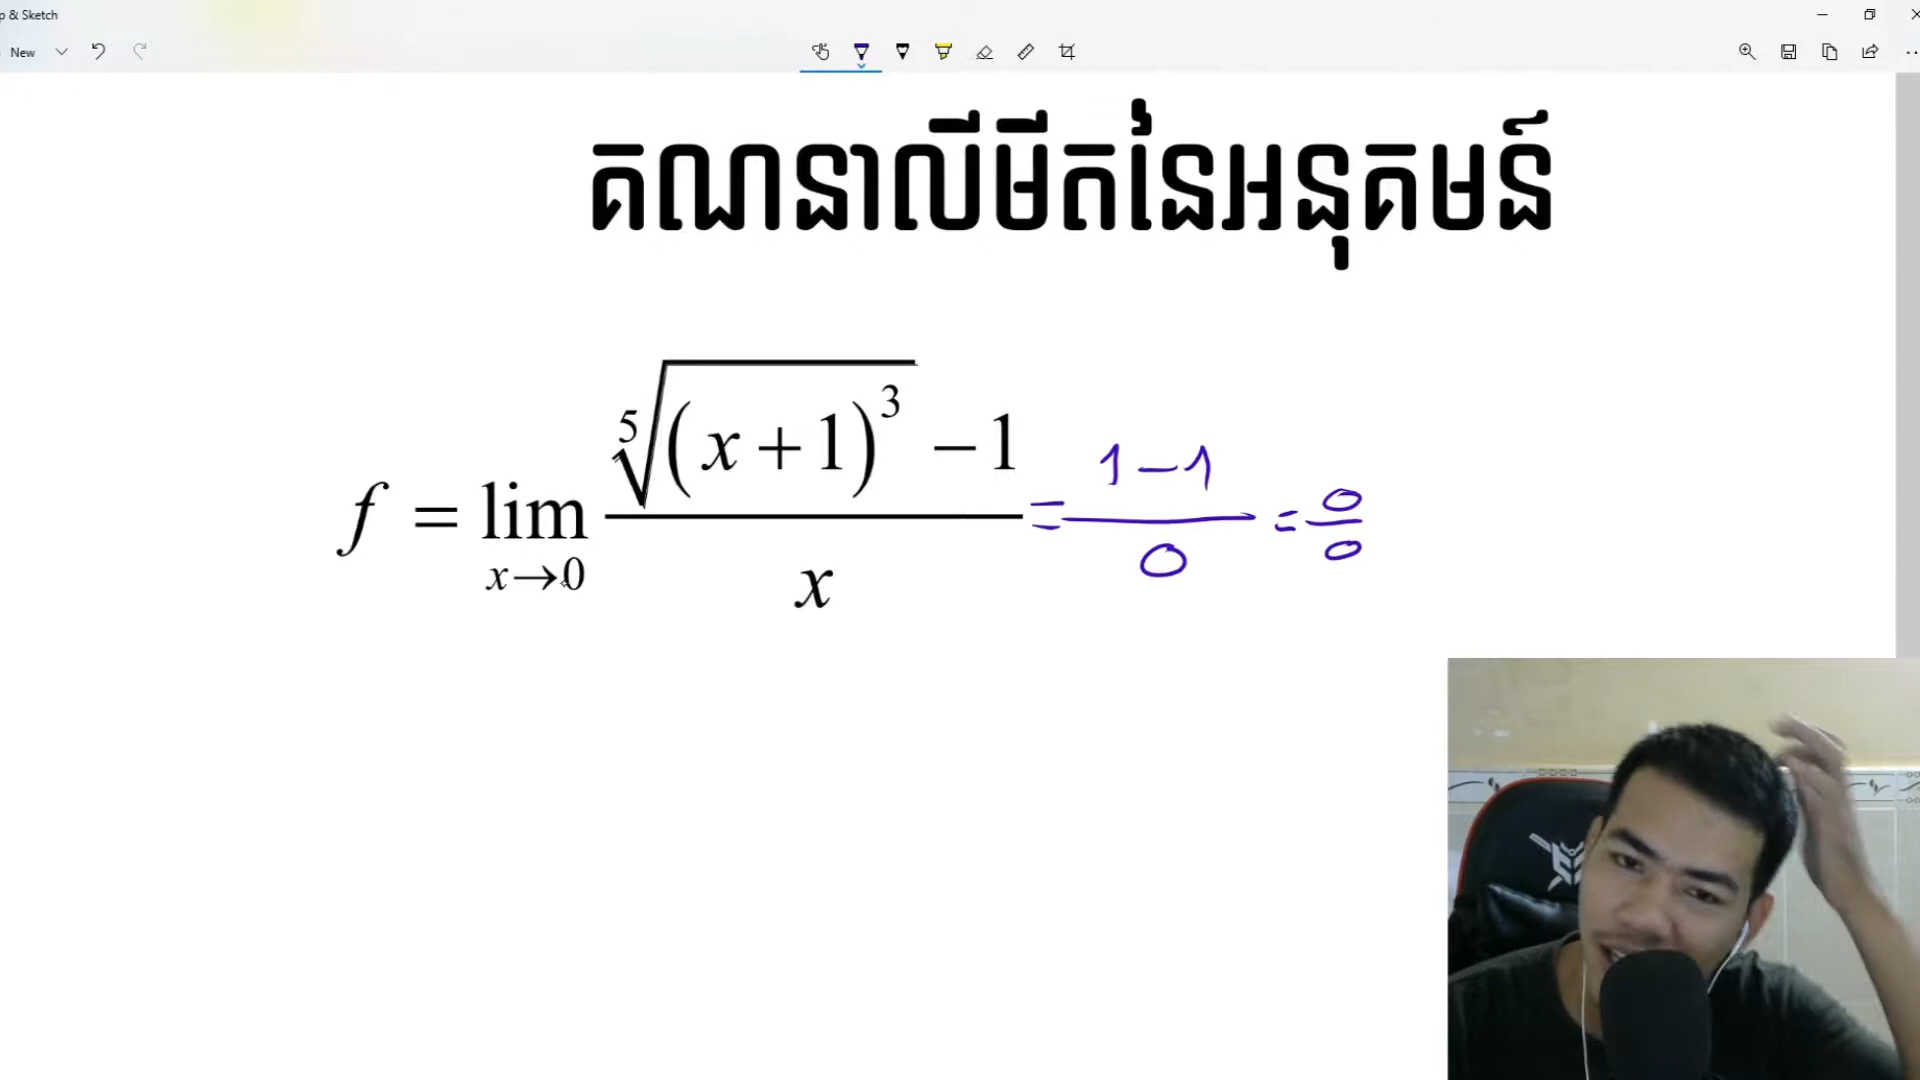 p & Sketch
New
គណនាលីមីតនៃអនុគមន៍
f = lim x→0 ⁵√((x+1)³) − 1 / x = 1−1 / 0 = 0 / 0